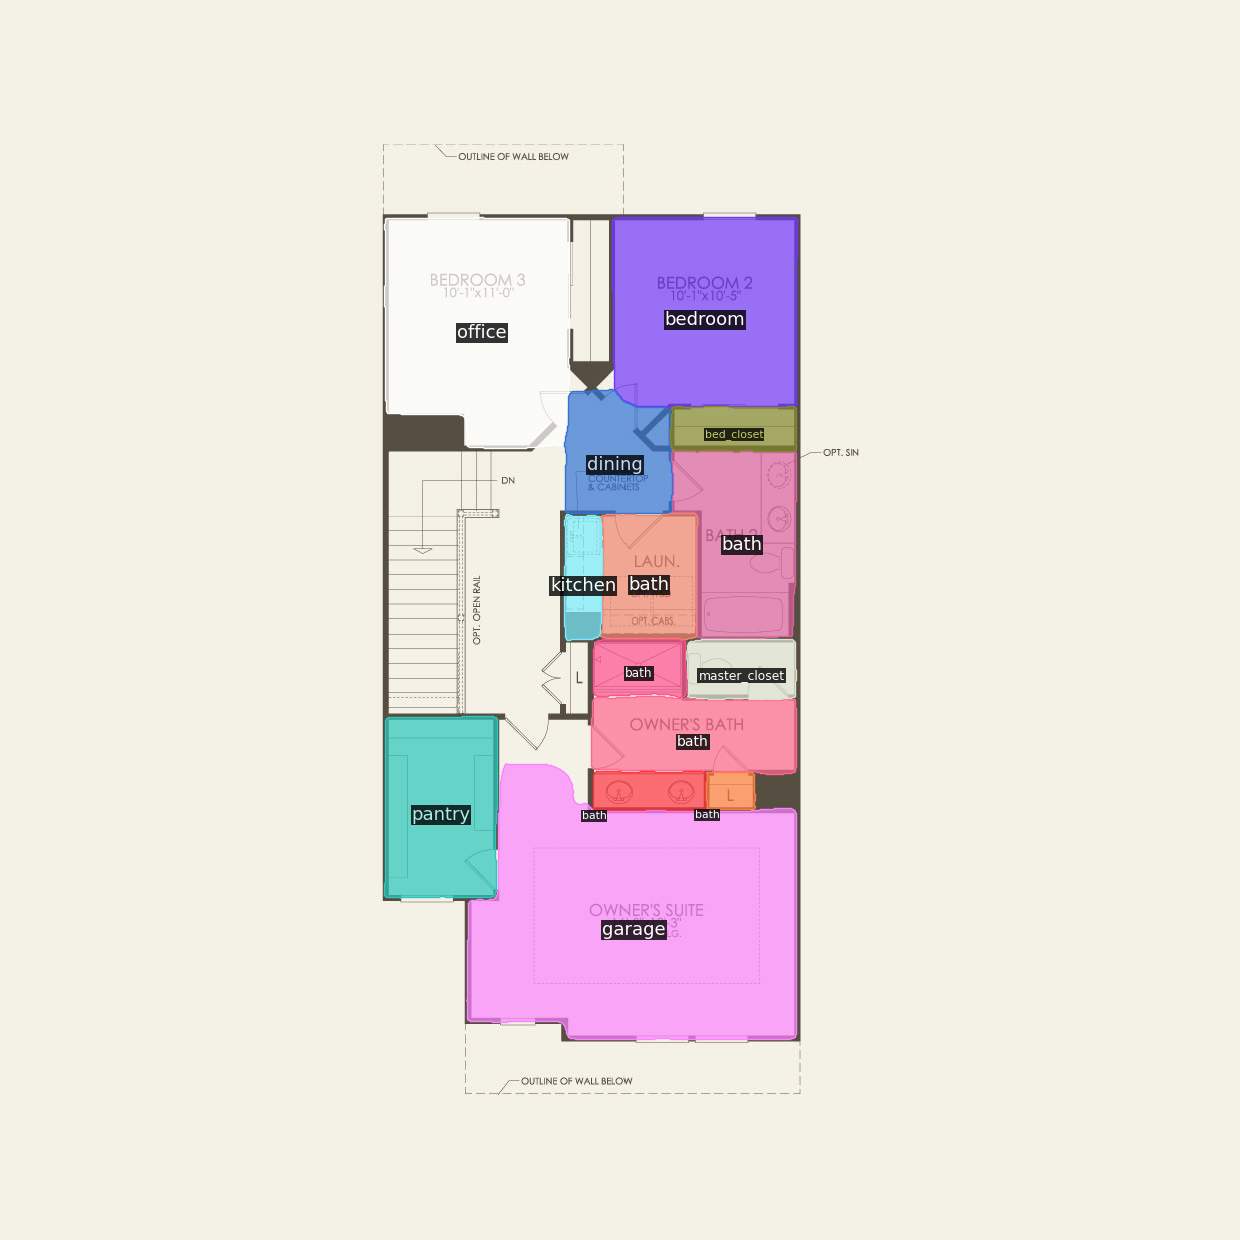 OUTLINE OF WALL BELOW
BEDROOM 3
10'-1"x11'-0"
office
BEDROOM 2
10'-1"x10'-5"
bedroom
bed_closet
OPT. SIN
dining
COUNTERTOP
& CABINETS
DN
BATH 2
bath
LAUN.
kitchen
bath
OPT. CABS.
OPT. OPEN RAIL
L
bath
master_closet
OWNER'S BATH
bath
L
bath
bath
pantry
OWNER'S SUITE
garage
OUTLINE OF WALL BELOW